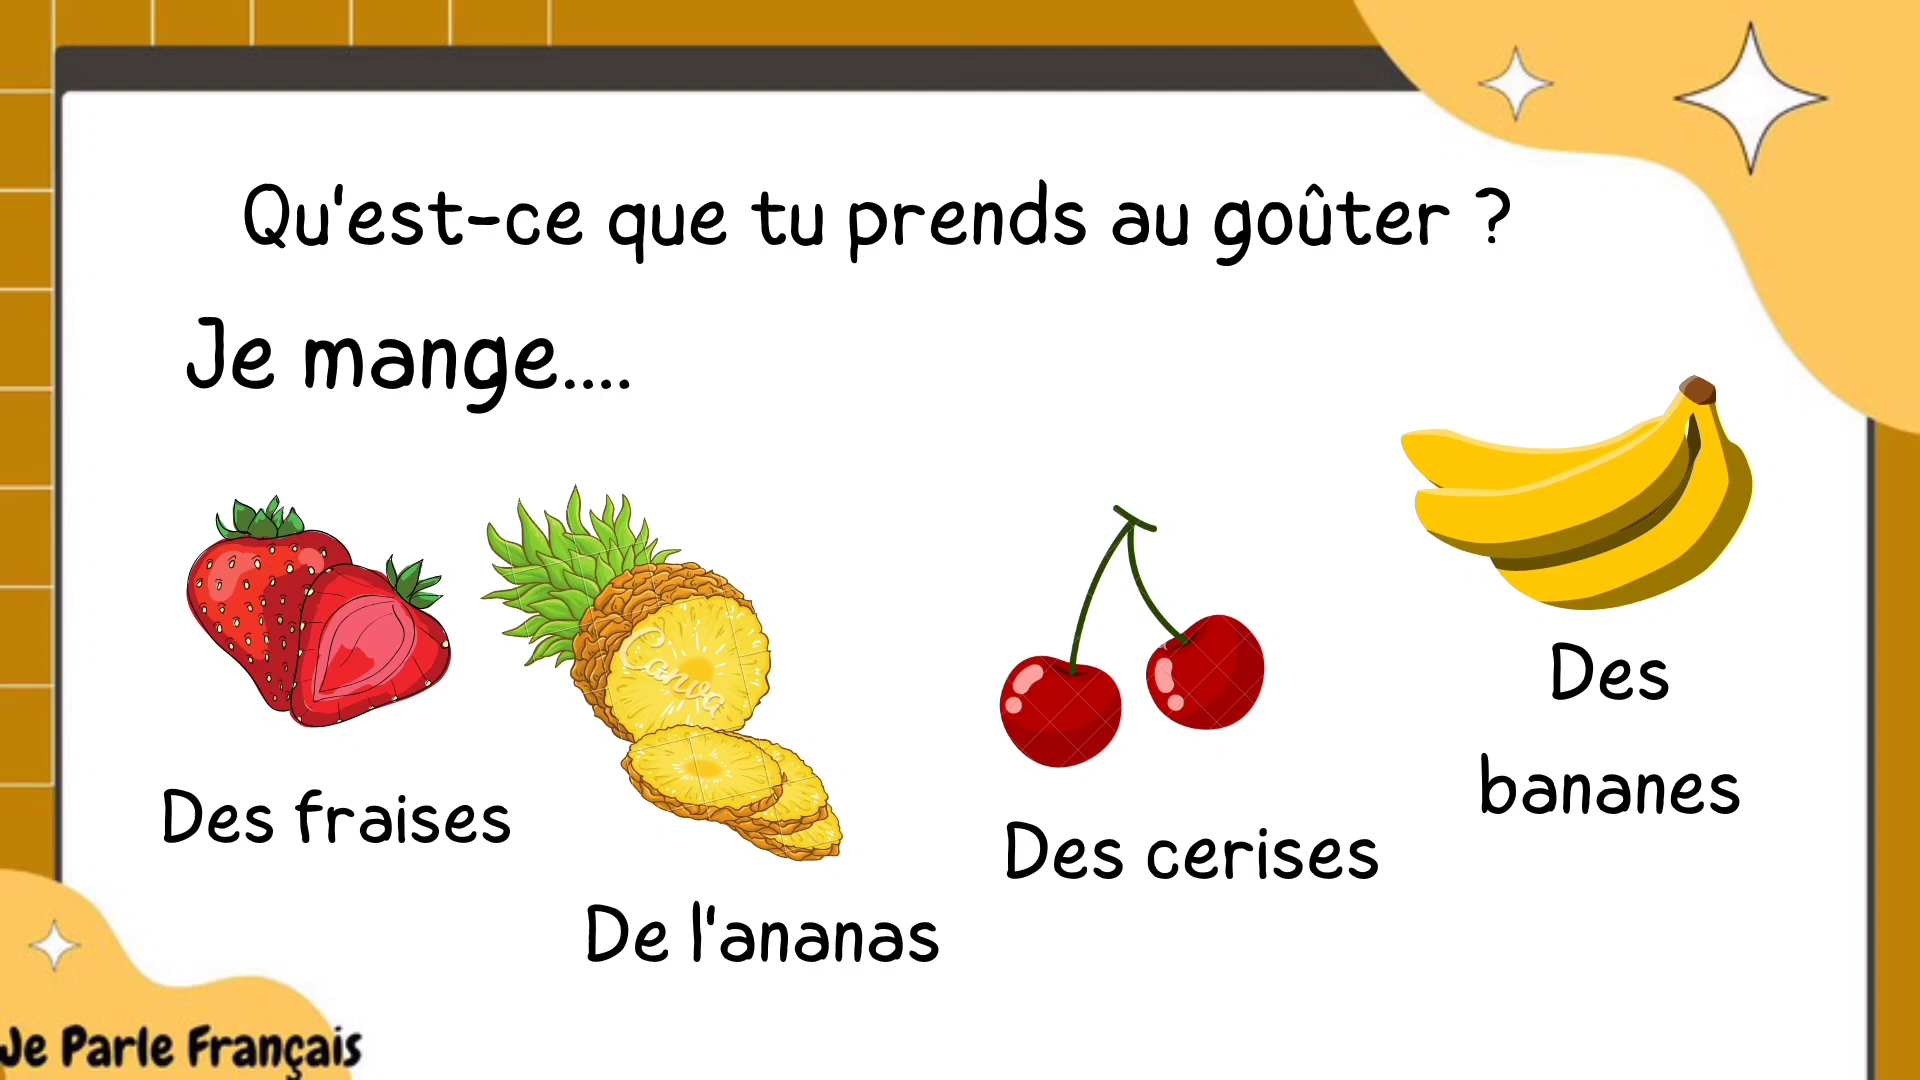 Qu'est-ce que tu prends au goûter ?
Je mange....
Des fraises
De l'ananas
Des cerises
Des
bananes
Canva
Je Parle Français